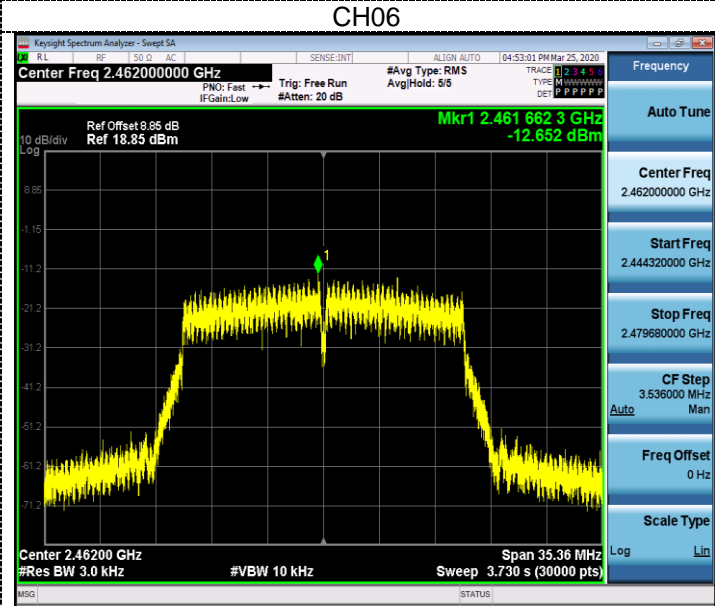 CH06
Keysight Spectrum Analyzer - Swept SA
LXI RL RF 50 Ω AC SENSE:INT ALIGN AUTO 04:53:01 PM Mar 25, 2020
Center Freq 2.462000000 GHz
PNO: Fast
IFGain:Low
Trig: Free Run
#Atten: 20 dB
#Avg Type: RMS
Avg|Hold: 5/5
TRACE 1 2 3 4 5 6
TYPE M W W W W W
DET P P P P P P
Frequency
Auto Tune
Center Freq
2.462000000 GHz
Start Freq
2.444320000 GHz
Stop Freq
2.479680000 GHz
CF Step
3.536000 MHz
Auto Man
Freq Offset
0 Hz
Scale Type
Log Lin
Mkr1 2.461 662 3 GHz
-12.652 dBm
Ref Offset 8.85 dB
10 dB/div Ref 18.85 dBm
Log
8.85
-1.15
-11.2
-21.2
-31.2
-41.2
-51.2
-61.2
-71.2
1
Center 2.46200 GHz Span 35.36 MHz
#Res BW 3.0 kHz #VBW 10 kHz Sweep 3.730 s (30000 pts)
MSG STATUS